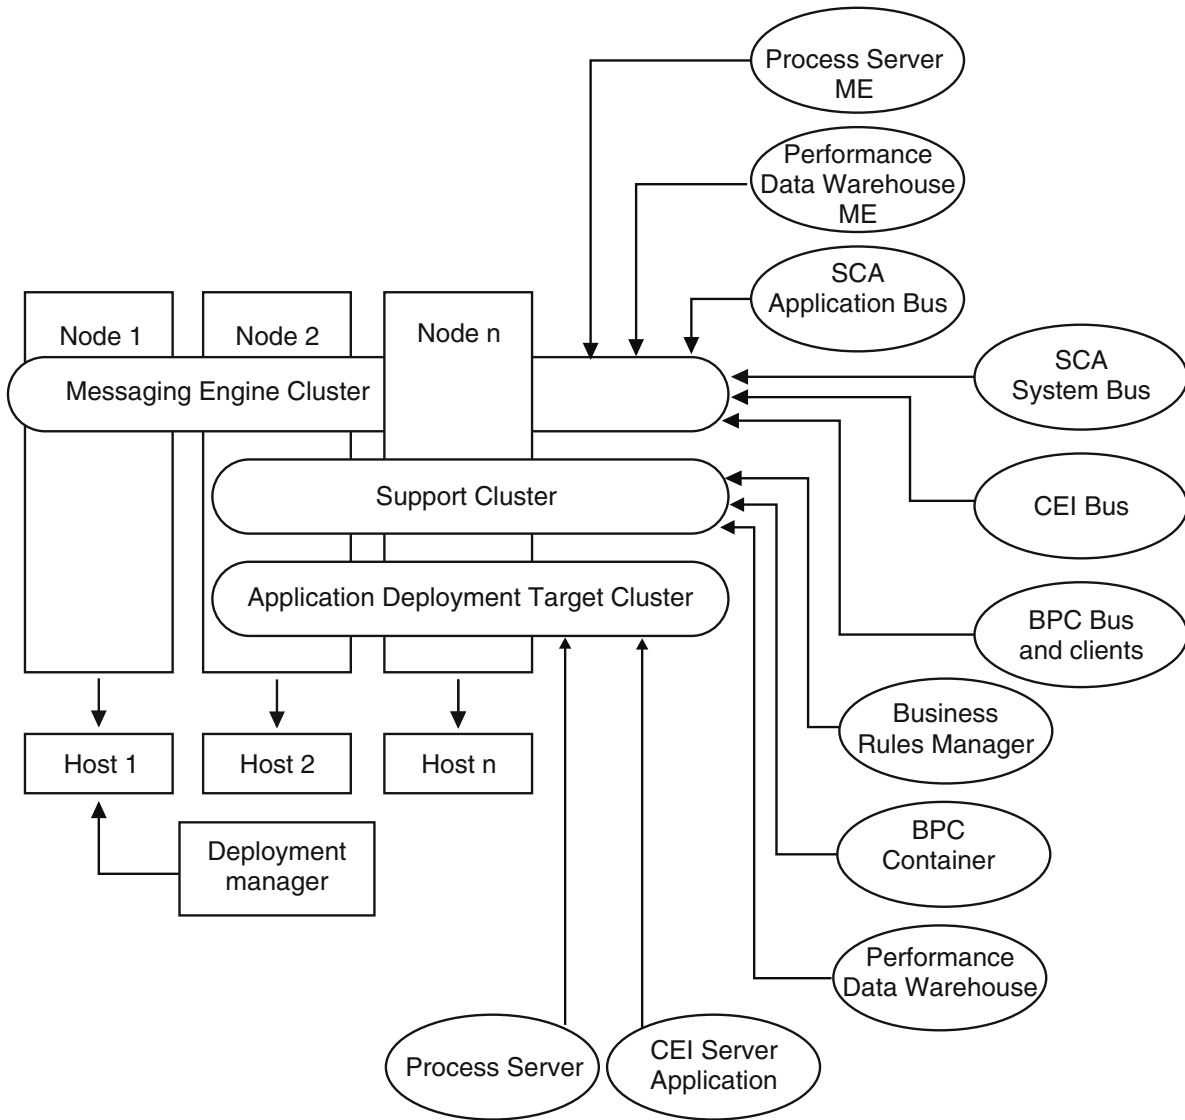 Process Server
ME
Performance
Data Warehouse
ME
SCA
Application Bus
Node 1
Node 2
Node n
SCA
System Bus
Messaging Engine Cluster
Support Cluster
CEI Bus
Application Deployment Target Cluster
BPC Bus
and clients
Business
Rules Manager
Host 1
Host 2
Host n
Deployment
manager
BPC
Container
Performance
Data Warehouse
Process Server
CEI Server
Application